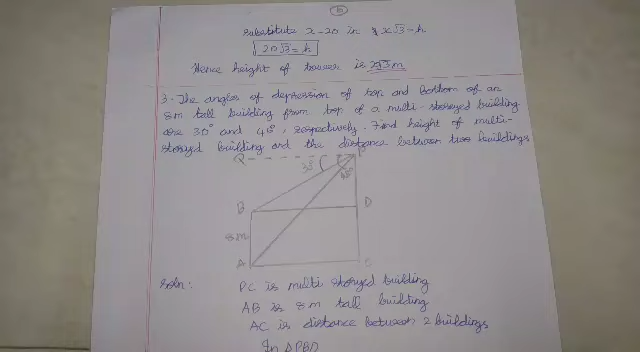 substitute x-20 in x√3=h
20√3=h
Hence height of tower is x√3m
3. The angles of depression of top and bottom of an
8m tall building from top of a multi-storeyed building
are 30° and 45°, respectively. Find height of multi-
storeyd building and the distance between two buildings
Q P
30° 45°
B D
8m
A C
Soln: PC is multi storeyed building
AB is 8m tall building
AC is distance between 2 buildings
In ΔPBD